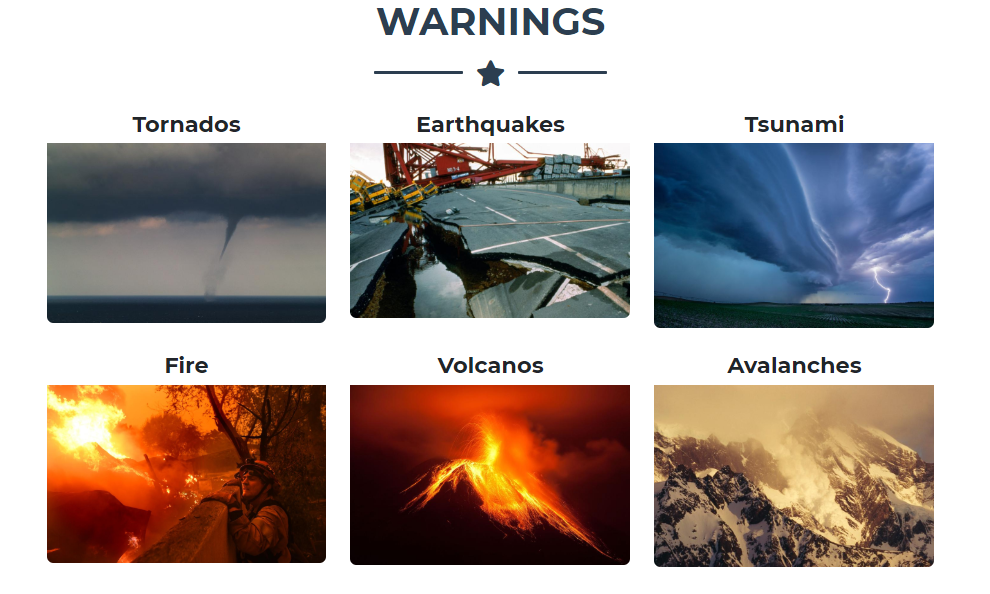 WARNINGS
Tornados
Earthquakes
Tsunami
Fire
Volcanos
Avalanches